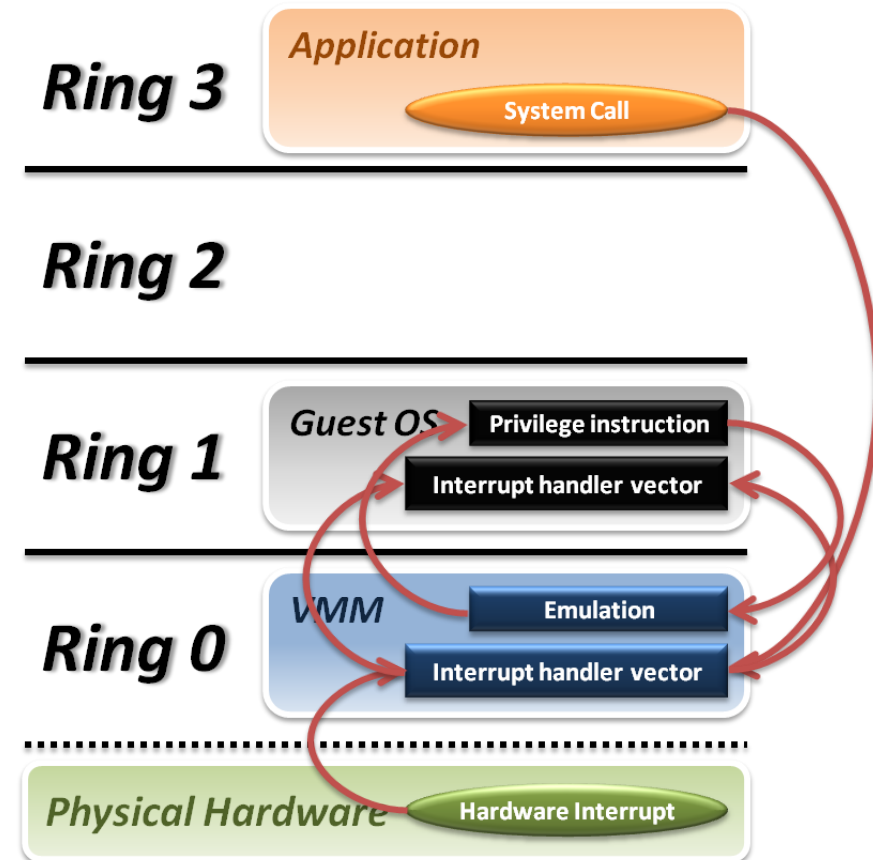 Ring 3
Application
System Call
Ring 2
Ring 1
Guest OS
Privilege instruction
Interrupt handler vector
Ring 0
VMM
Emulation
Interrupt handler vector
Physical Hardware
Hardware Interrupt